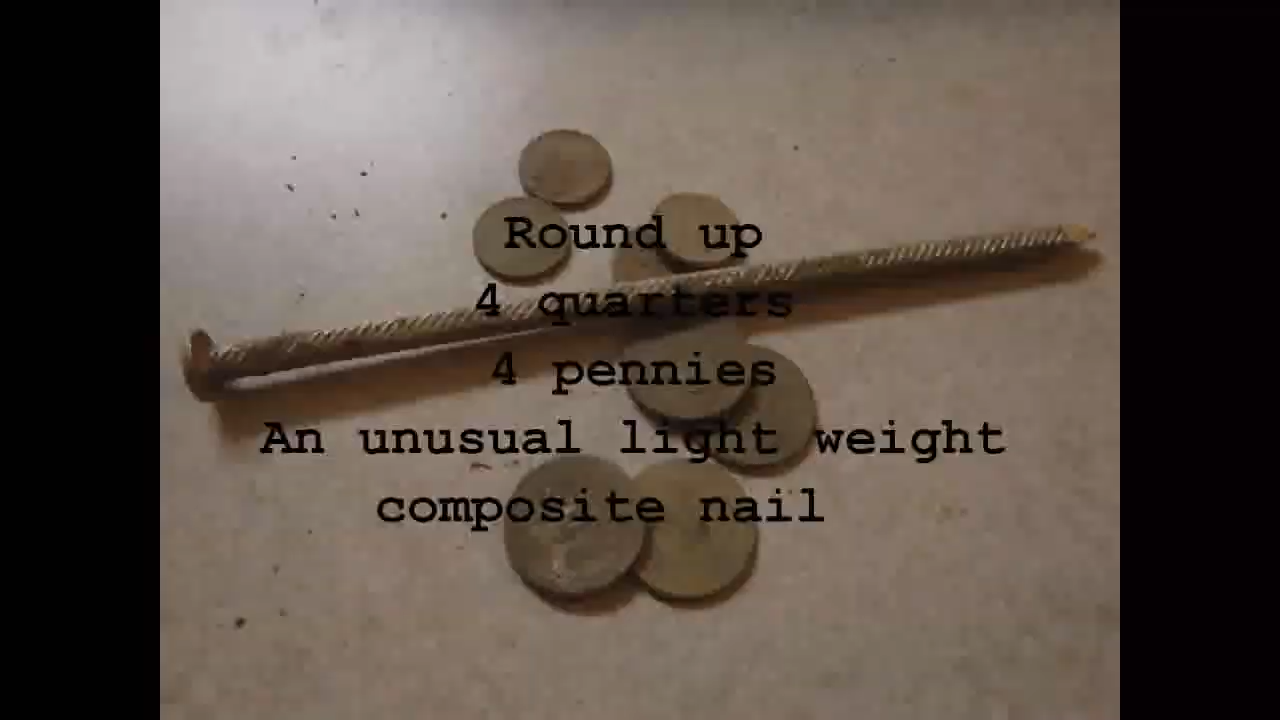 Round up
4 quarters
4 pennies
An unusual light weight
composite nail